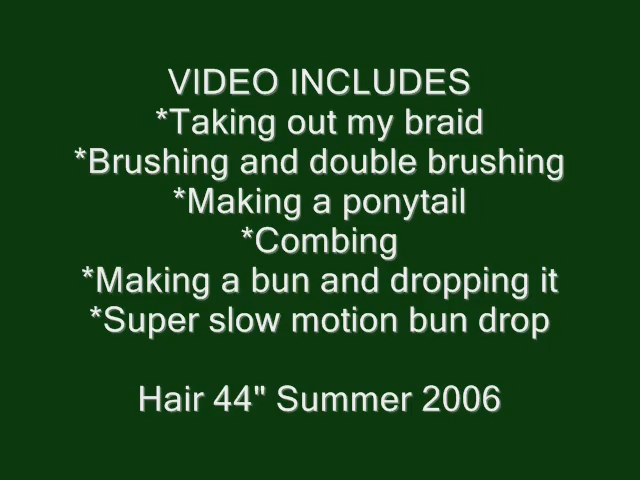 VIDEO INCLUDES
*Taking out my braid
*Brushing and double brushing
*Making a ponytail
*Combing
*Making a bun and dropping it
*Super slow motion bun drop
Hair 44" Summer 2006